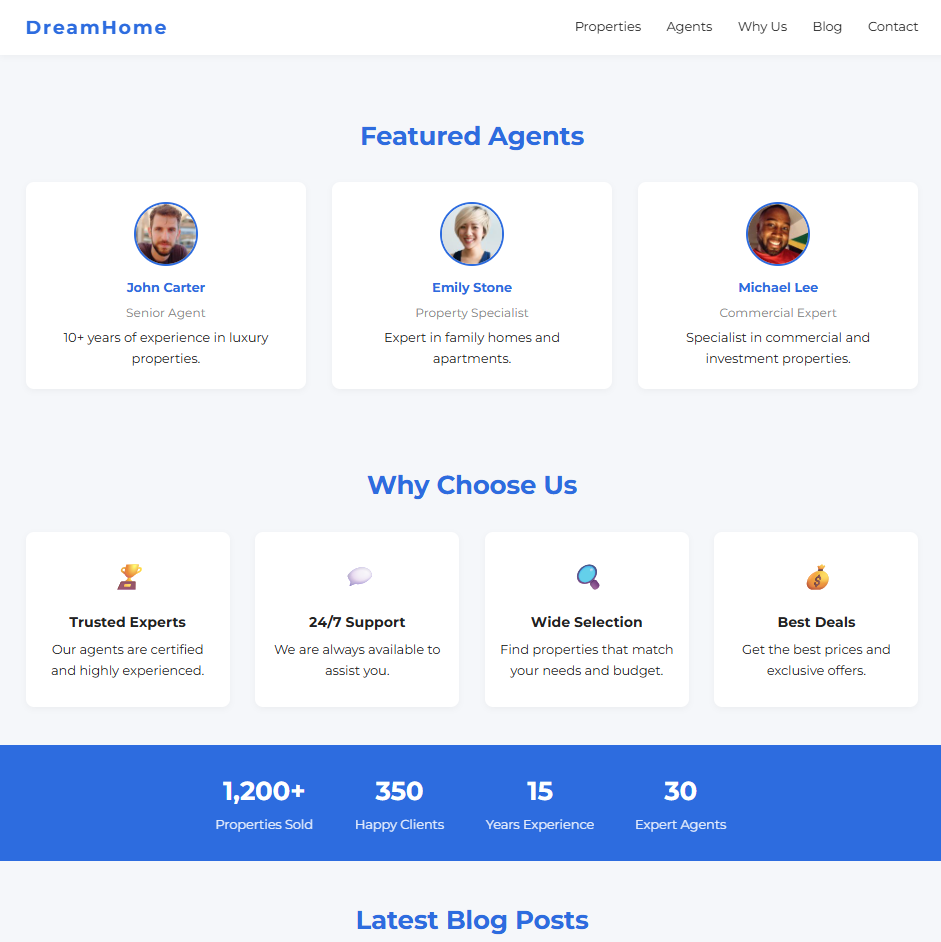 DreamHome
Properties Agents Why Us Blog Contact
Featured Agents
John Carter
Senior Agent
10+ years of experience in luxury
properties.
Emily Stone
Property Specialist
Expert in family homes and
apartments.
Michael Lee
Commercial Expert
Specialist in commercial and
investment properties.
Why Choose Us
Trusted Experts
Our agents are certified
and highly experienced.
24/7 Support
We are always available to
assist you.
Wide Selection
Find properties that match
your needs and budget.
Best Deals
Get the best prices and
exclusive offers.
1,200+
Properties Sold
350
Happy Clients
15
Years Experience
30
Expert Agents
Latest Blog Posts